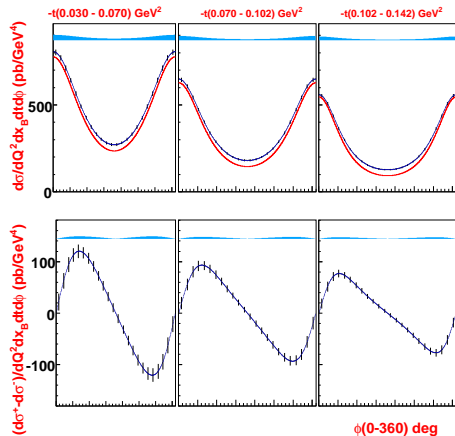 -t(0.030 - 0.070) GeV²
-t(0.070 - 0.102) GeV²
-t(0.102 - 0.142) GeV²
dσ/dQ²dx_Bdtdϕ (pb/GeV⁴)
500
0
(dσ⁺-dσ⁻)/dQ²dx_Bdtdϕ (pb/GeV⁴)
100
0
-100
ϕ(0-360) deg